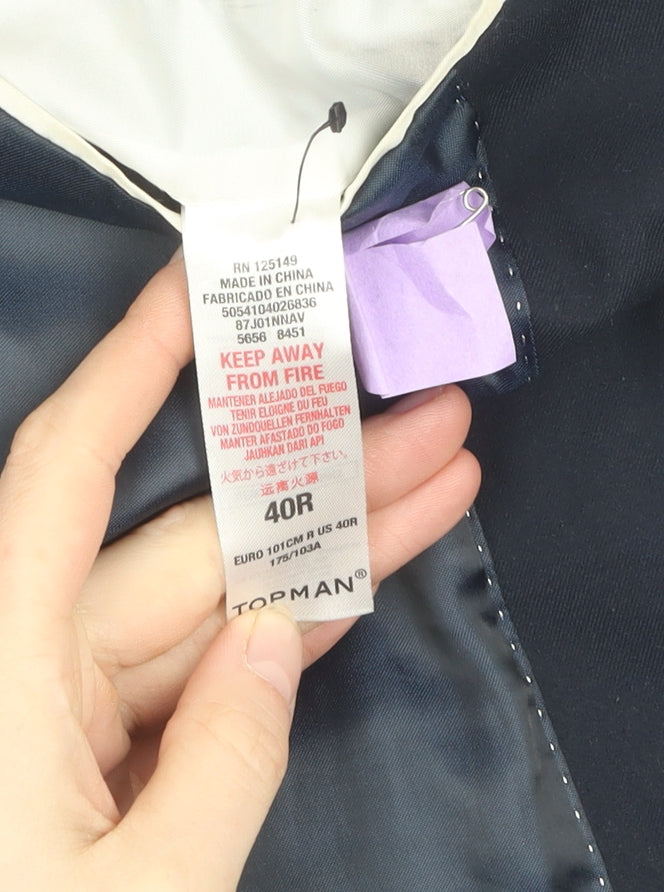 RN 125149
MADE IN CHINA
FABRICADO EN CHINA
5054104026836
87J01NNAV
5656 8451
KEEP AWAY
FROM FIRE
MANTENER ALEJADO DEL FUEGO
TENIR ELOIGNE DU FEU
VON ZUNDQUELLEN FERNHALTEN
MANTER AFASTADO DO FOGO
JAUHKAN DARI API
火気から遠ざけて下さい。
远离火源
40R
EURO 101CM R US 40R
175/103A
TOPMAN®